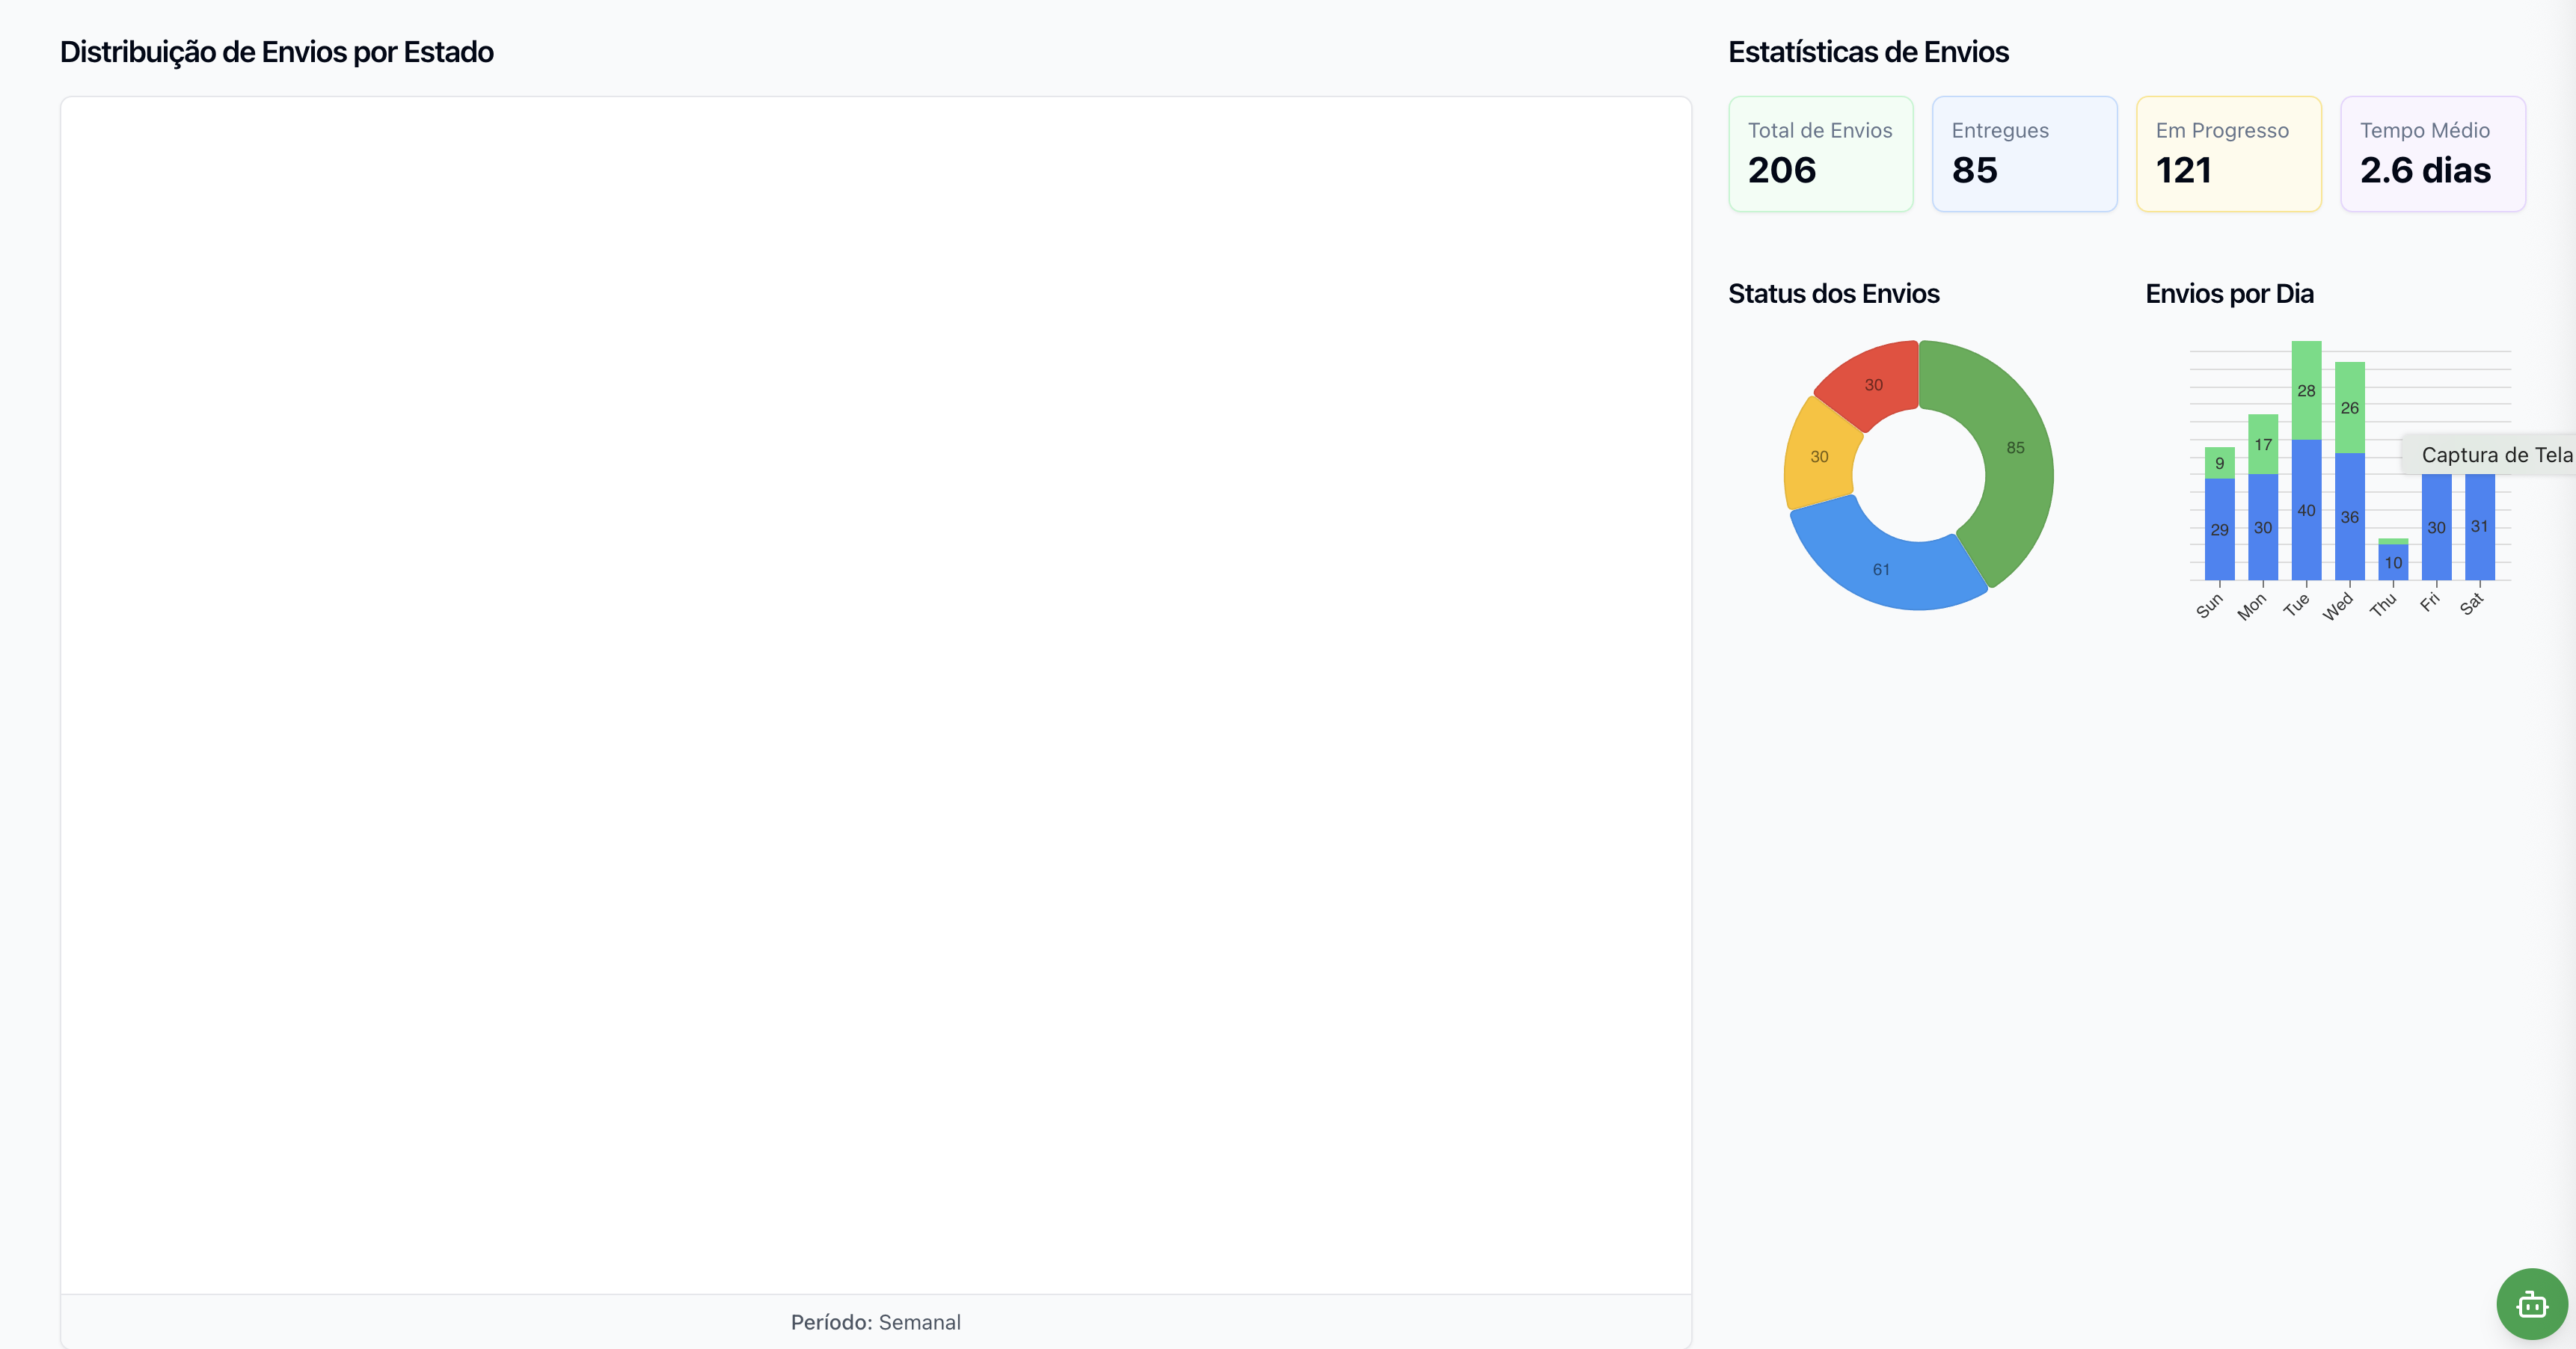 Distribuição de Envios por Estado
Período: Semanal
Estatísticas de Envios
Total de Envios
206
Entregues
85
Em Progresso
121
Tempo Médio
2.6 dias
Status dos Envios
30
85
30
61
Envios por Dia
28
26
17
9
Captura de Tela
29
30
40
36
10
30
31
Sun
Mon
Tue
Wed
Thu
Fri
Sat